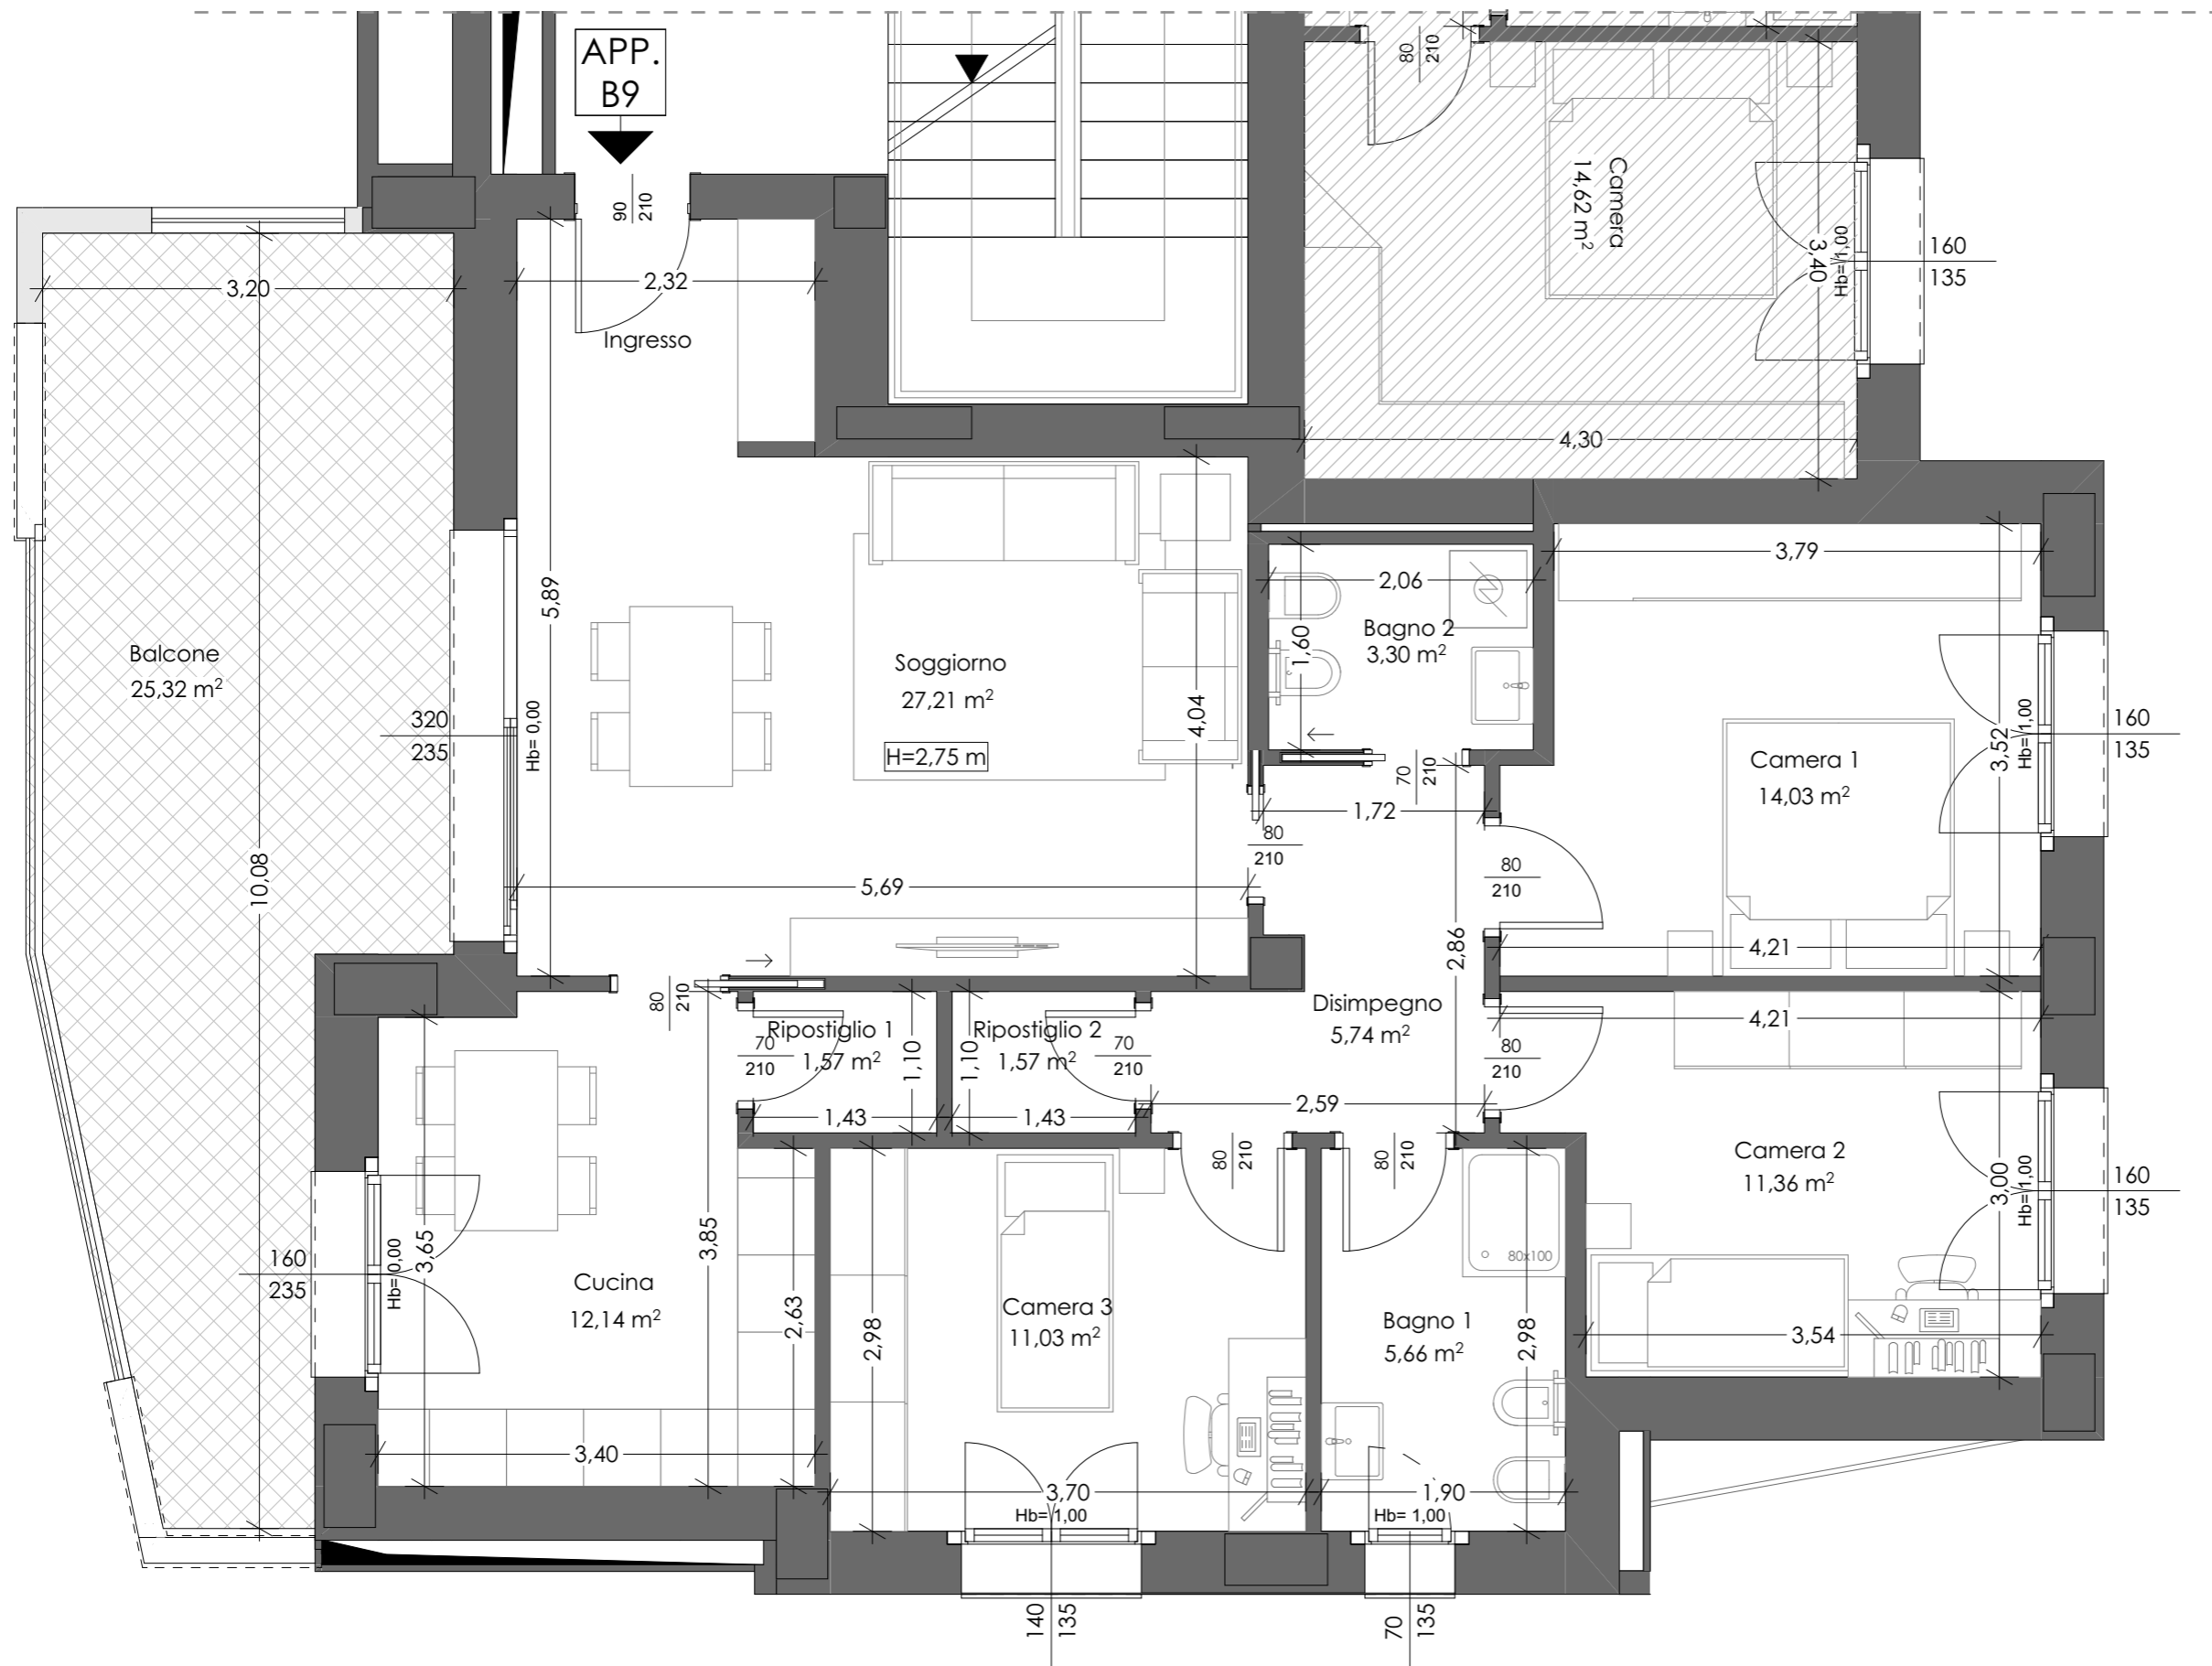 APP.
B9
90
210
80
210
Camera
14,62 m²
3,40
Hb=1,00
160
135
4,30
3,20
2,32
Ingresso
5,89
Balcone
25,32 m²
10,08
320
235
Hb= 0,00
Soggiorno
27,21 m²
H=2,75 m
4,04
5,69
2,06
1,60
Bagno 2
3,30 m²
70
210
1,72
80
210
3,79
Camera 1
14,03 m²
3,52
Hb= 1,00
160
135
80
210
4,21
2,86
Disimpegno
5,74 m²
80
210
Ripostiglio 1
1,57 m²
70
210
1,10
1,43
Ripostiglio 2
1,57 m²
70
210
1,10
1,43
2,59
4,21
80
210
Camera 2
11,36 m²
3,00
Hb= 1,00
160
135
3,54
160
235
Hb= 0,00
3,65
Cucina
12,14 m²
3,85
2,63
3,40
80
210
2,98
Camera 3
11,03 m²
3,70
Hb= 1,00
140
135
80
210
80x100
Bagno 1
5,66 m²
2,98
1,90
Hb= 1,00
70
135